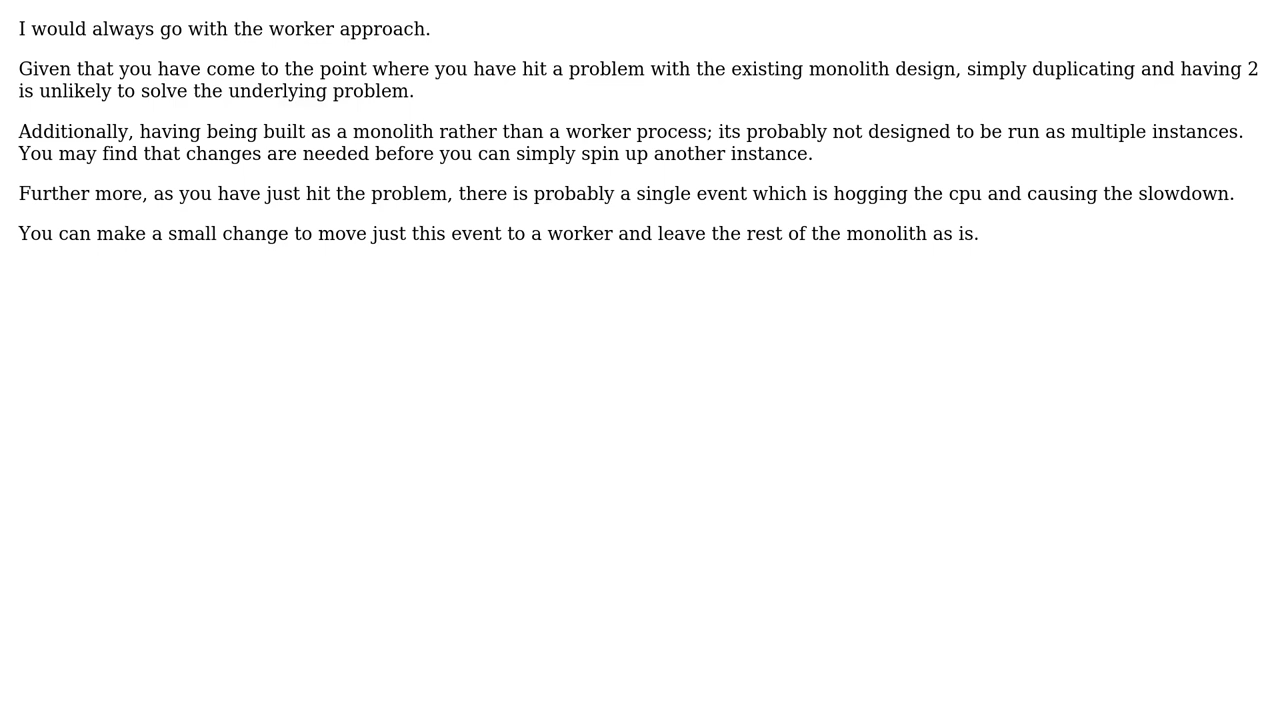 I would always go with the worker approach.
Given that you have come to the point where you have hit a problem with the existing monolith design, simply duplicating and having 2
is unlikely to solve the underlying problem.
Additionally, having being built as a monolith rather than a worker process; its probably not designed to be run as multiple instances.
You may find that changes are needed before you can simply spin up another instance.
Further more, as you have just hit the problem, there is probably a single event which is hogging the cpu and causing the slowdown.
You can make a small change to move just this event to a worker and leave the rest of the monolith as is.